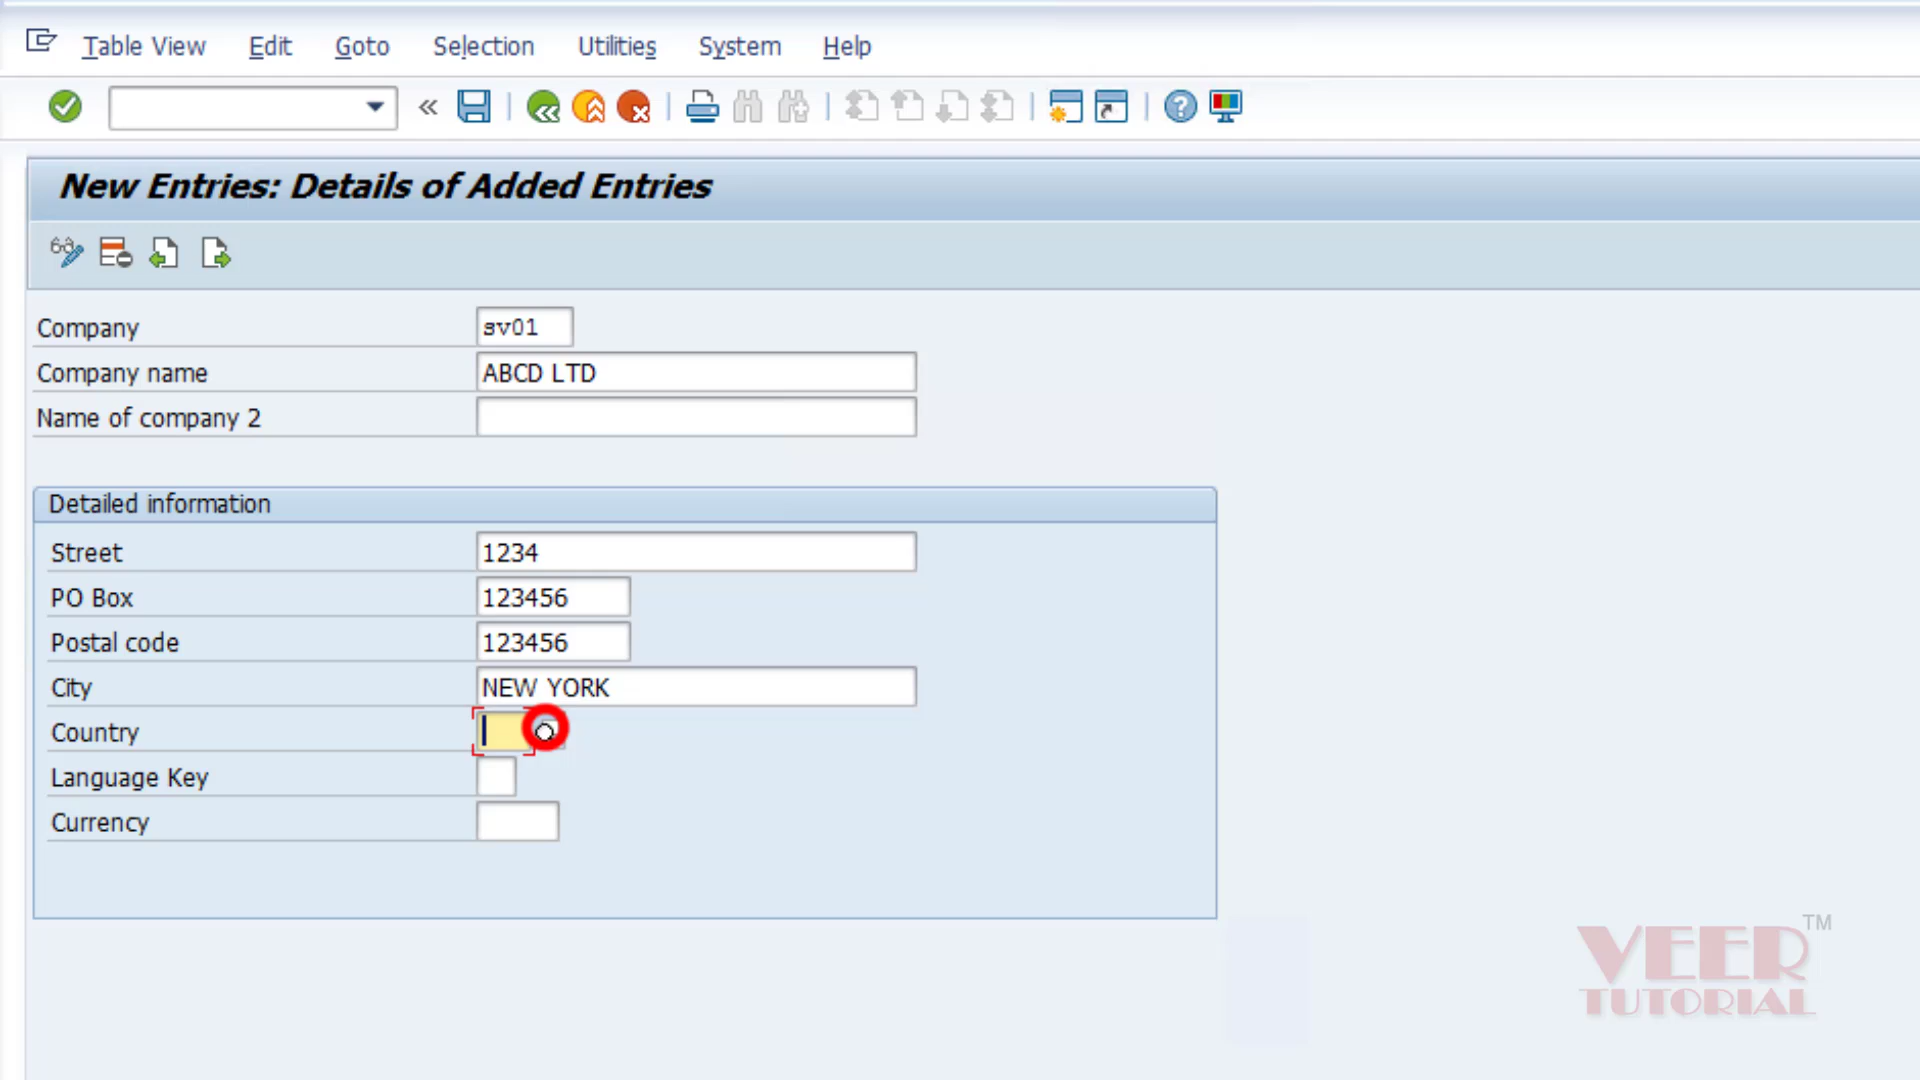 Table View Edit Goto Selection Utilities System Help
New Entries: Details of Added Entries
Company sv01
Company name ABCD LTD
Name of company 2
Detailed information
Street 1234
PO Box 123456
Postal code 123456
City NEW YORK
Country
Language Key
Currency
VEER TM
TUTORIAL